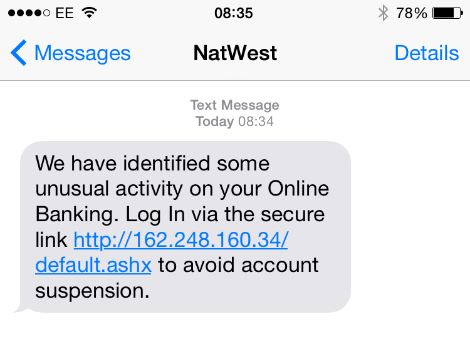 EE 08:35 78%
Messages NatWest Details
Text Message
Today 08:34
We have identified some
unusual activity on your Online
Banking. Log In via the secure
link http://162.248.160.34/
default.ashx to avoid account
suspension.